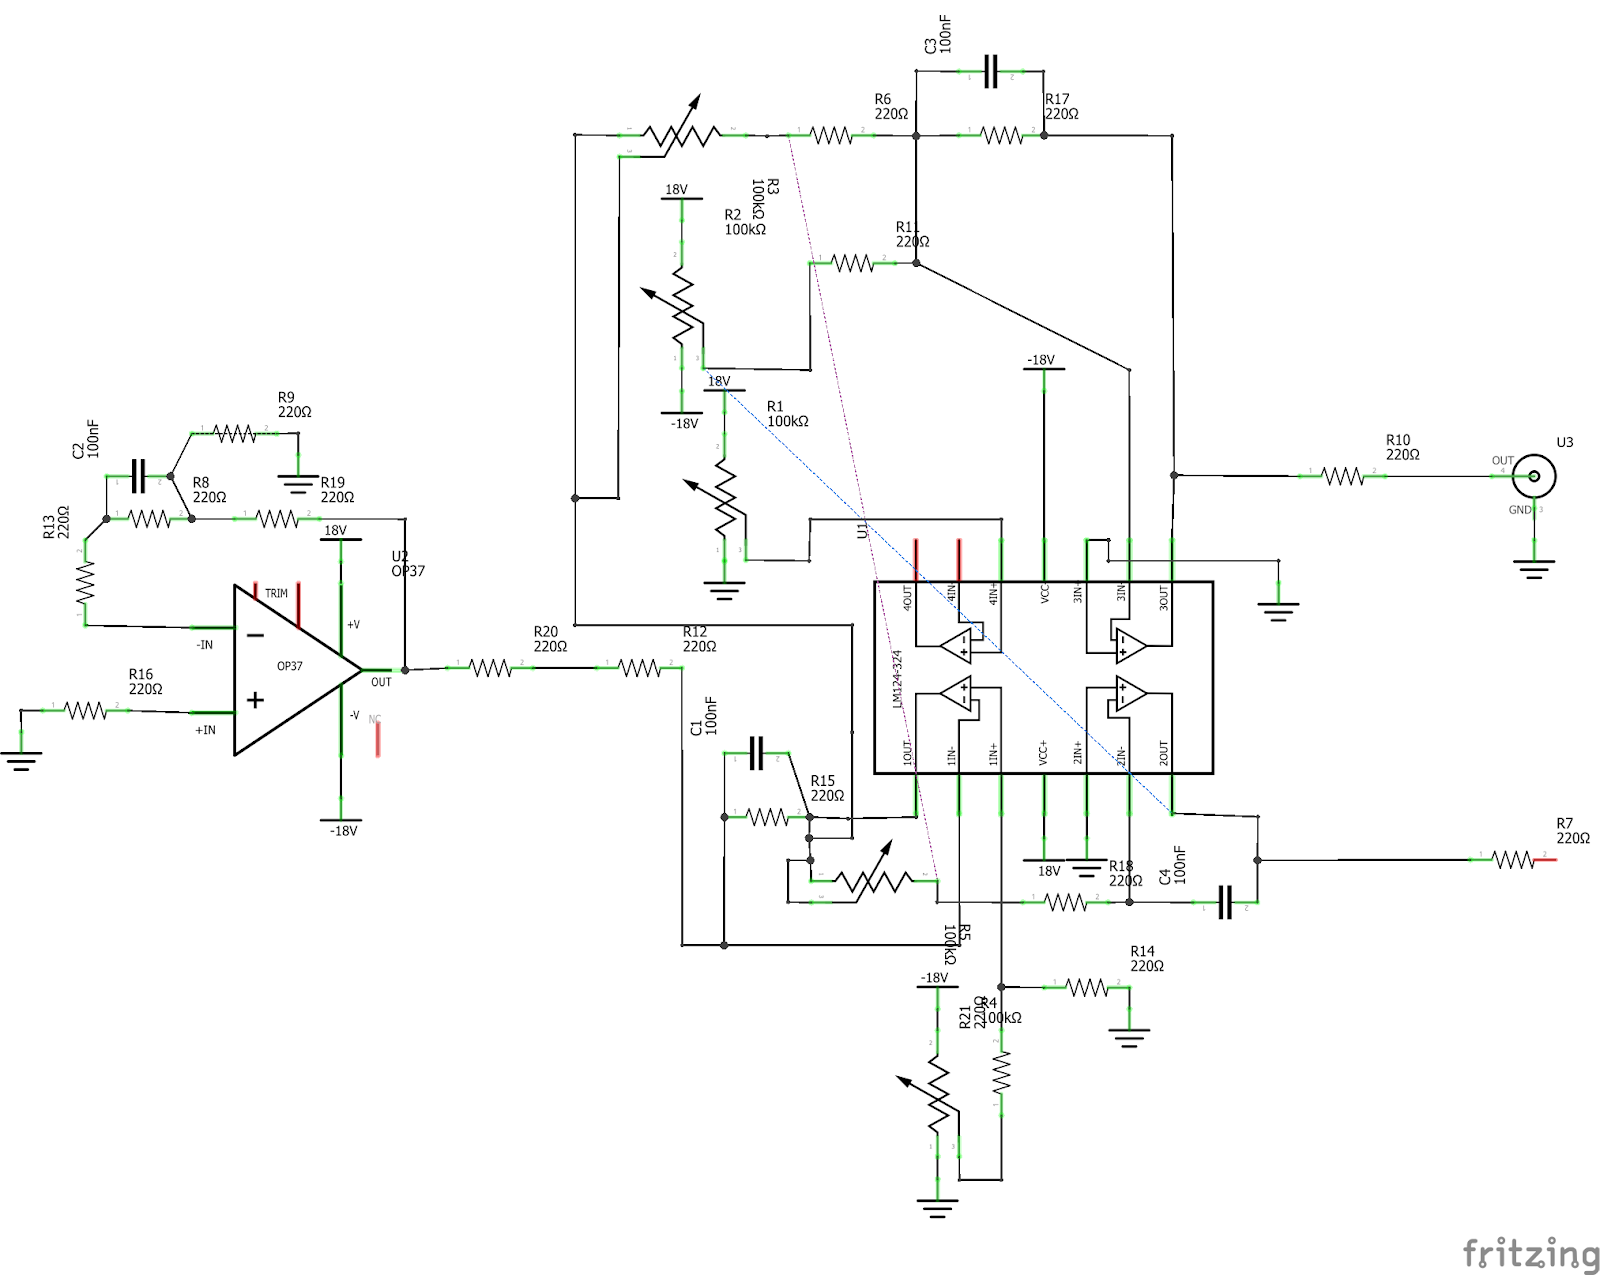 C3
100nF
R6
220Ω
R17
220Ω
R3
100kΩ
18V
R2
100kΩ
R11
220Ω
-18V
18V
R1
100kΩ
-18V
R9
220Ω
C2
100nF
R8
220Ω
R19
220Ω
R13
220Ω
18V
U2
OP37
TRIM
+V
-IN
OP37
OUT
-V
NC
+IN
R16
220Ω
-18V
R20
220Ω
R12
220Ω
R10
220Ω
U3
OUT
4
GND
3
U1
4OUT
4IN-
4IN+
VCC-
3IN+
3IN-
3OUT
LM124-324
1OUT
1IN-
1IN+
VCC+
2IN+
2IN-
2OUT
C1
100nF
R15
220Ω
18V
R18
220Ω
C4
100nF
R7
220Ω
R5
100kΩ
-18V
R21
220Ω
R4
100kΩ
R14
220Ω
fritzing